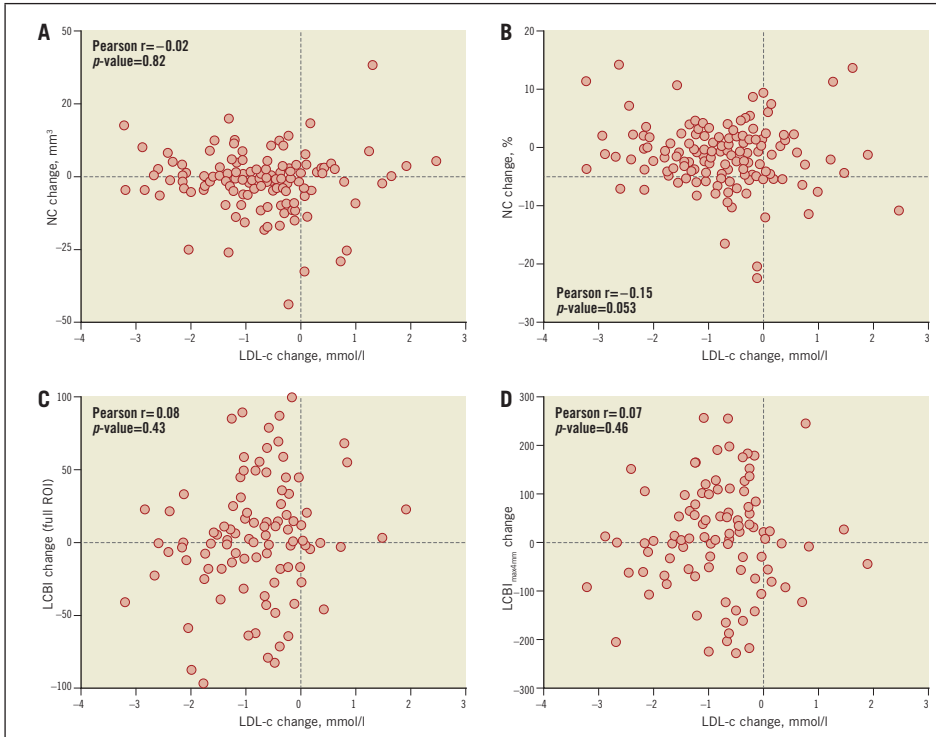 A
Pearson r=−0.02
p-value=0.82
NC change, mm³
50
20
0
−25
−50
−4
−3
−2
−1
0
1
2
3
LDL-c change, mmol/l
B
NC change, %
20
10
0
−10
−20
−30
Pearson r=−0.15
p-value=0.053
−4
−3
−2
−1
0
1
2
3
LDL-c change, mmol/l
C
Pearson r=0.08
p-value=0.43
LCBI change (full ROI)
100
50
0
−50
−100
−4
−3
−2
−1
0
1
2
3
LDL-c change, mmol/l
D
Pearson r=0.07
p-value=0.46
LCBImax4mm change
300
200
100
0
−100
−200
−300
−4
−3
−2
−1
0
1
2
3
LDL-c change, mmol/l